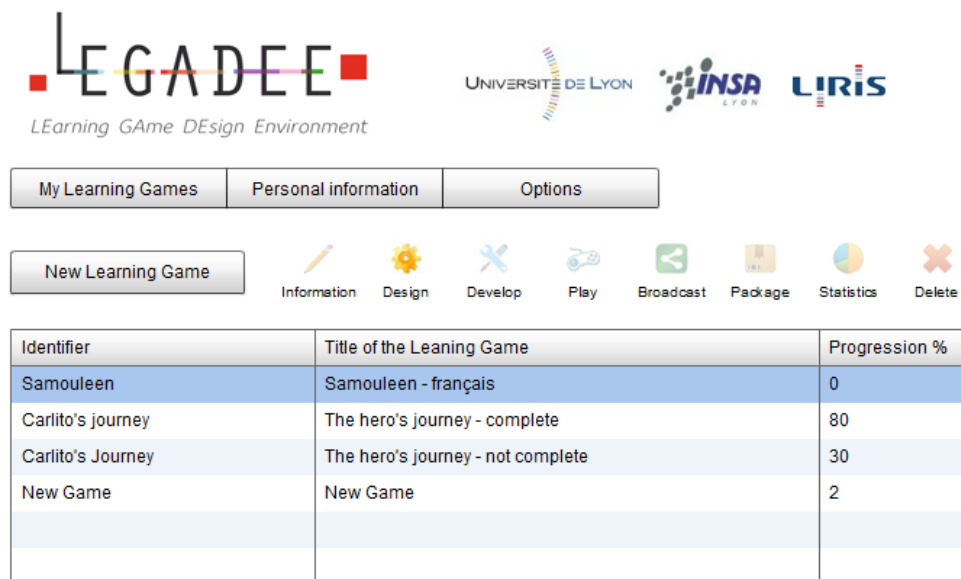 LEGADEE
LEarning GAme DEsign Environment
UNIVERSITÉ DE LYON
INSA
LYON
LIRIS
My Learning Games Personal information Options
New Learning Game Information Design Develop Play Broadcast Package Statistics Delete
Identifier Title of the Leaning Game Progression %
Samouleen Samouleen - français 0
Carlito's journey The hero's journey - complete 80
Carlito's Journey The hero's journey - not complete 30
New Game New Game 2